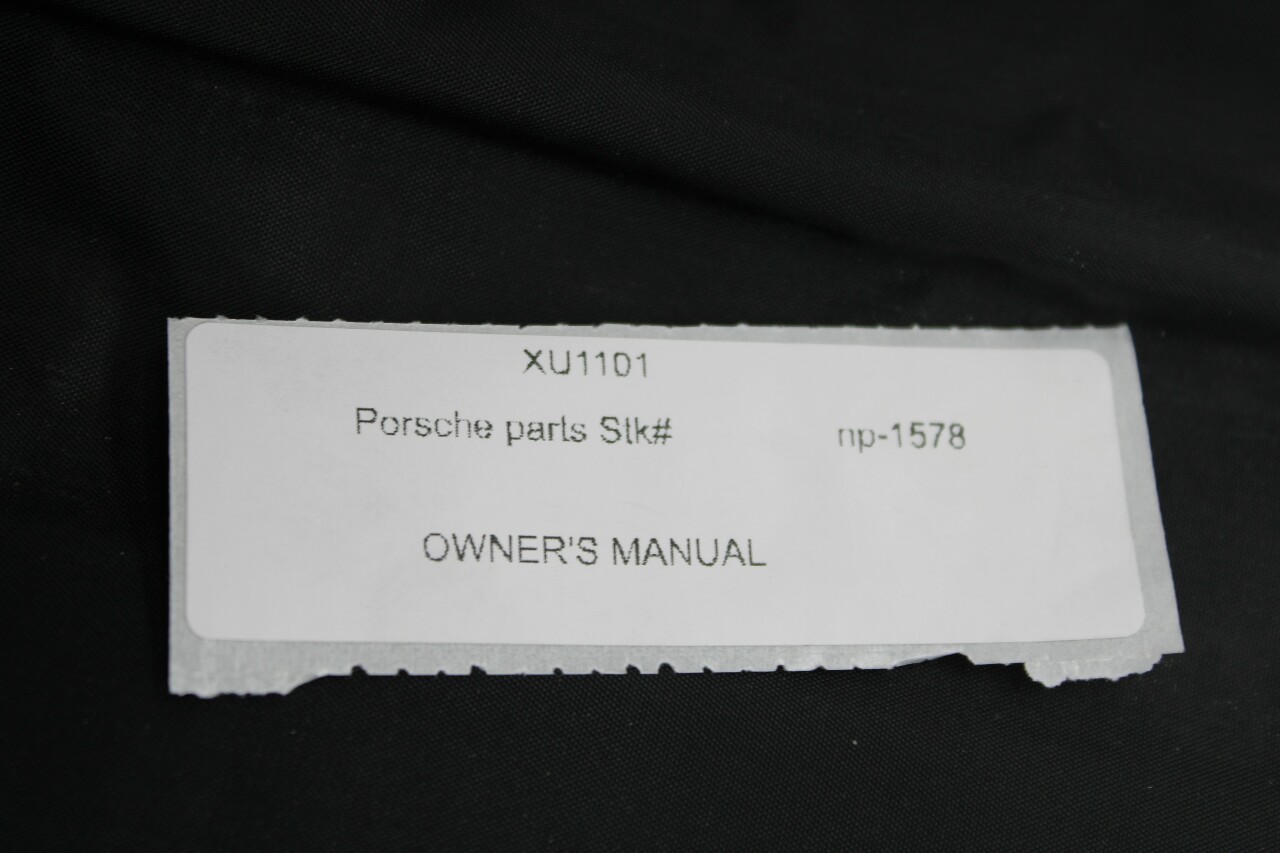 XU1101
Porsche parts Stk# np-1578
OWNER'S MANUAL